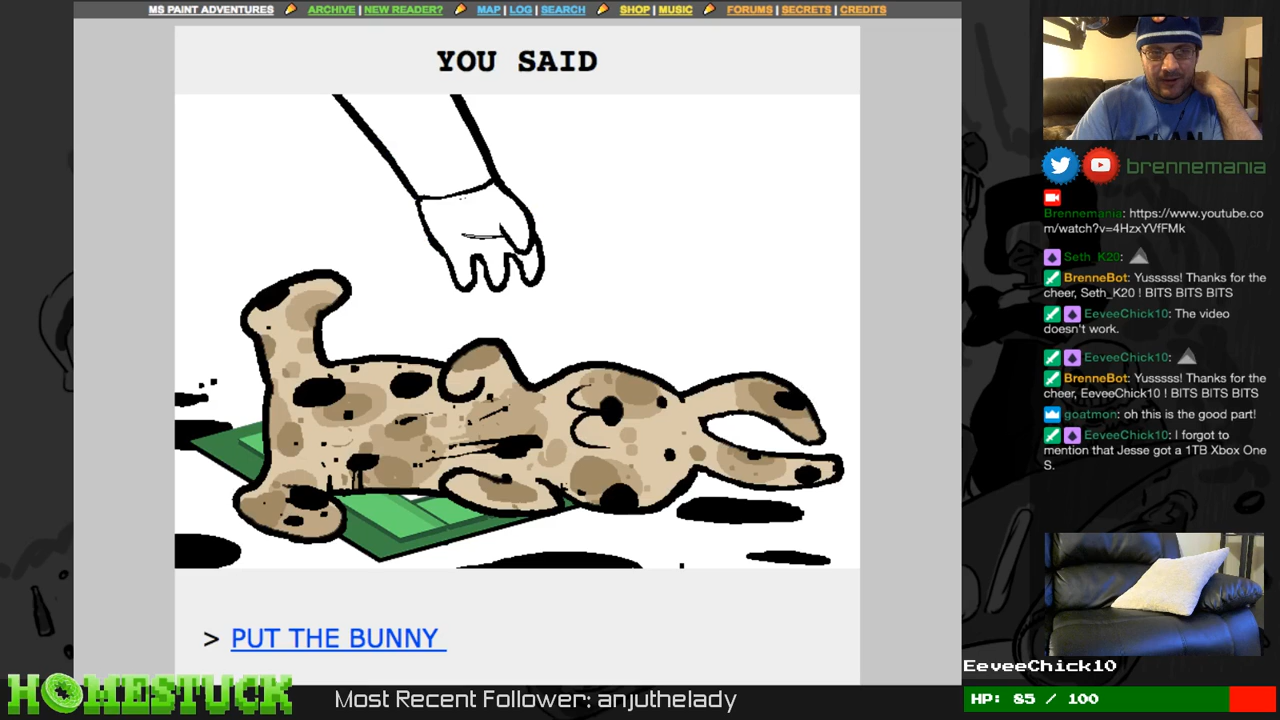 MS PAINT ADVENTURES ARCHIVE | NEW READER? MAP | LOG | SEARCH SHOP | MUSIC FORUMS | SECRETS | CREDITS
YOU SAID
> PUT THE BUNNY
HOMESTUCK
Most Recent Follower: anjuthelady
brennemania
Brennemania: https://www.youtube.co
m/watch?v=4HzxYVfFMk
Seth_K20:
BrenneBot: Yusssss! Thanks for the
cheer, Seth_K20 ! BITS BITS BITS
EeveeChick10: The video
doesn't work.
EeveeChick10:
BrenneBot: Yusssss! Thanks for the
cheer, EeveeChick10 ! BITS BITS BITS
goatmon: oh this is the good part!
EeveeChick10: I forgot to
mention that Jesse got a 1TB Xbox One
S.
EeveeChick10
HP: 85 / 100